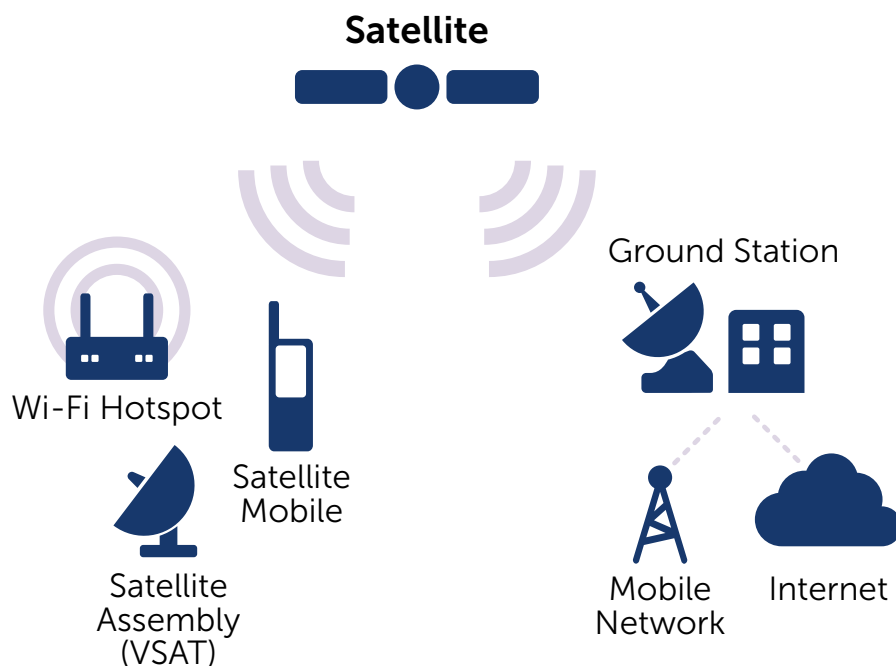 Satellite
Ground Station
Wi-Fi Hotspot
Satellite
Mobile
Satellite
Assembly
(VSAT)
Mobile
Network
Internet